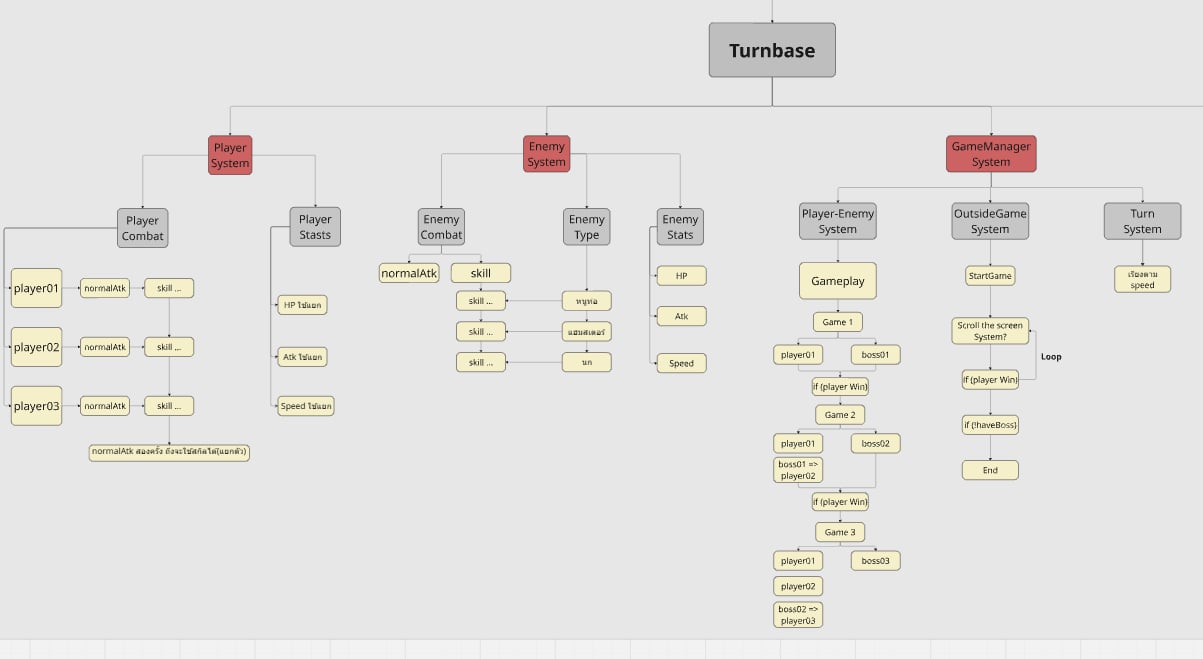 Turnbase
Player
System
Enemy
System
GameManager
System
Player
Combat
Player
Stasts
Enemy
Combat
Enemy
Type
Enemy
Stats
Player-Enemy
System
OutsideGame
System
Turn
System
player01
normalAtk
skill ...
player02
normalAtk
skill ...
player03
normalAtk
skill ...
normalAtk สองครั้ง ถึงจะใช้สกิลได้(แยกตัว)
HP ใช้แยก
Atk ใช้แยก
Speed ใช้แยก
normalAtk
skill
skill ...
skill ...
skill ...
หนูท่อ
แฮมสเตอร์
นก
HP
Atk
Speed
Gameplay
Game 1
player01
boss01
if (player Win)
Game 2
player01
boss02
boss01 =>
player02
if (player Win)
Game 3
player01
boss03
player02
boss02 =>
player03
StartGame
Scroll the screen
System?
Loop
if (player Win)
if (!haveBoss)
End
เรียงตาม
speed